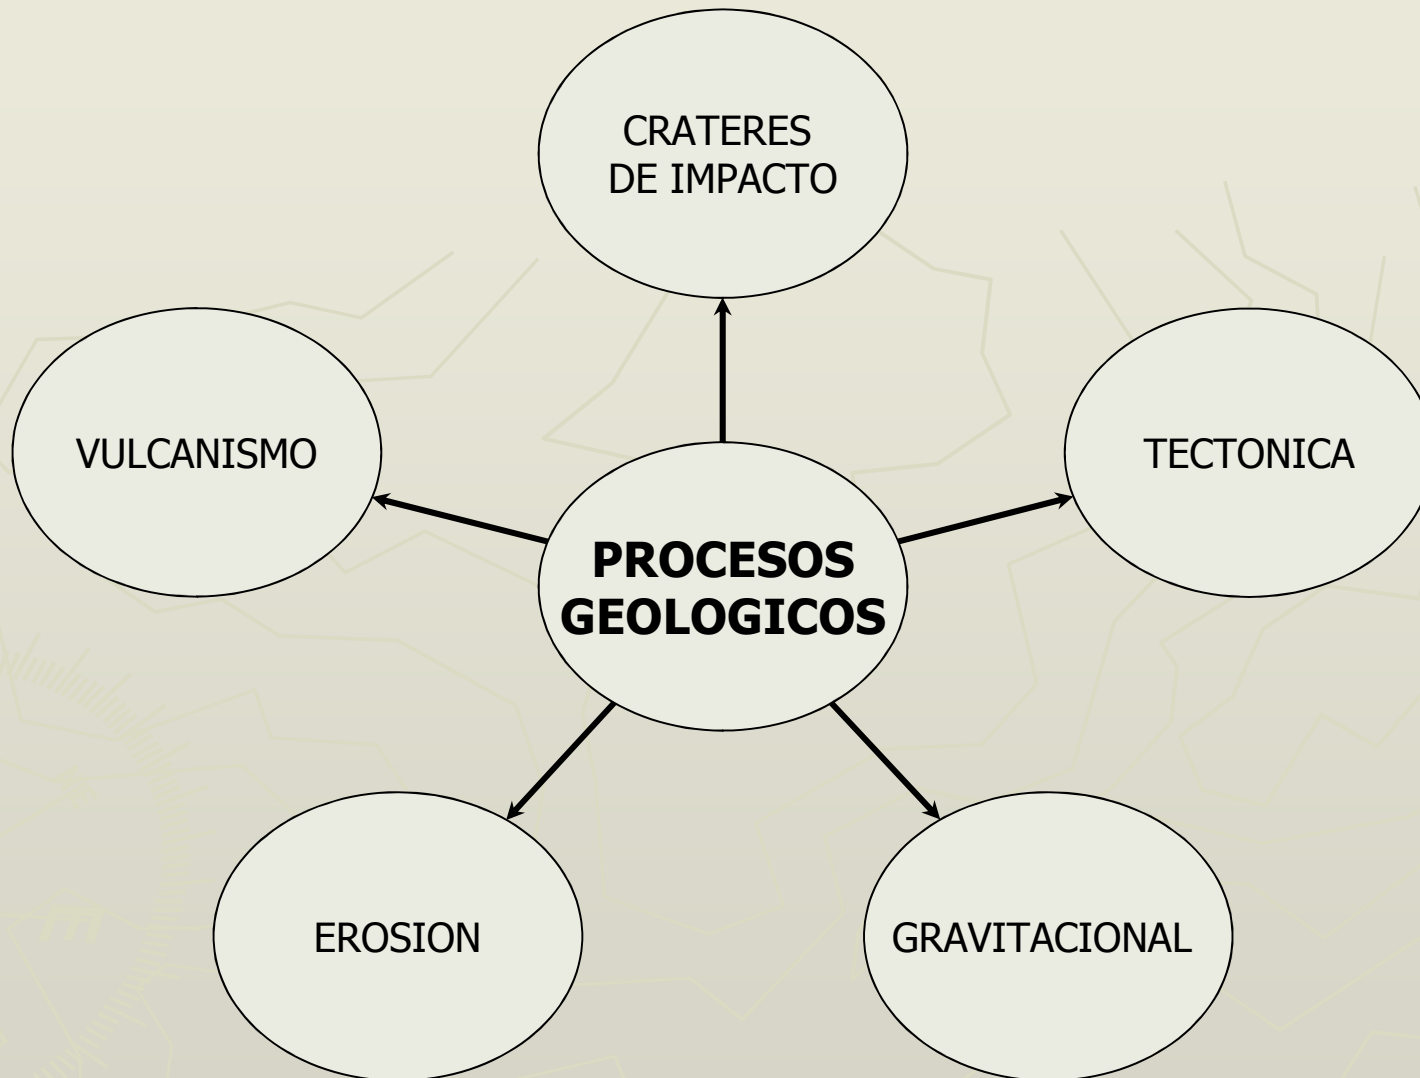 CRATERES
DE IMPACTO
VULCANISMO
TECTONICA
PROCESOS
GEOLOGICOS
EROSION
GRAVITACIONAL
m